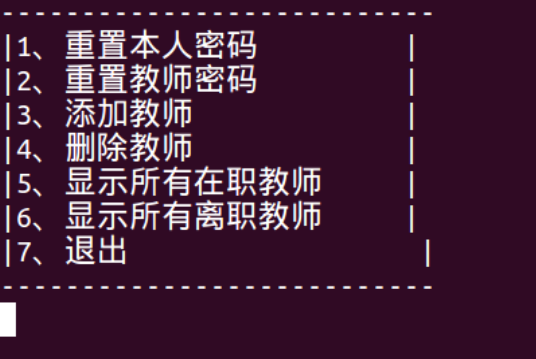 ---------------------------
|1、重置本人密码         |
|2、重置教师密码         |
|3、添加教师             |
|4、删除教师             |
|5、显示所有在职教师     |
|6、显示所有离职教师     |
|7、退出                  |
---------------------------